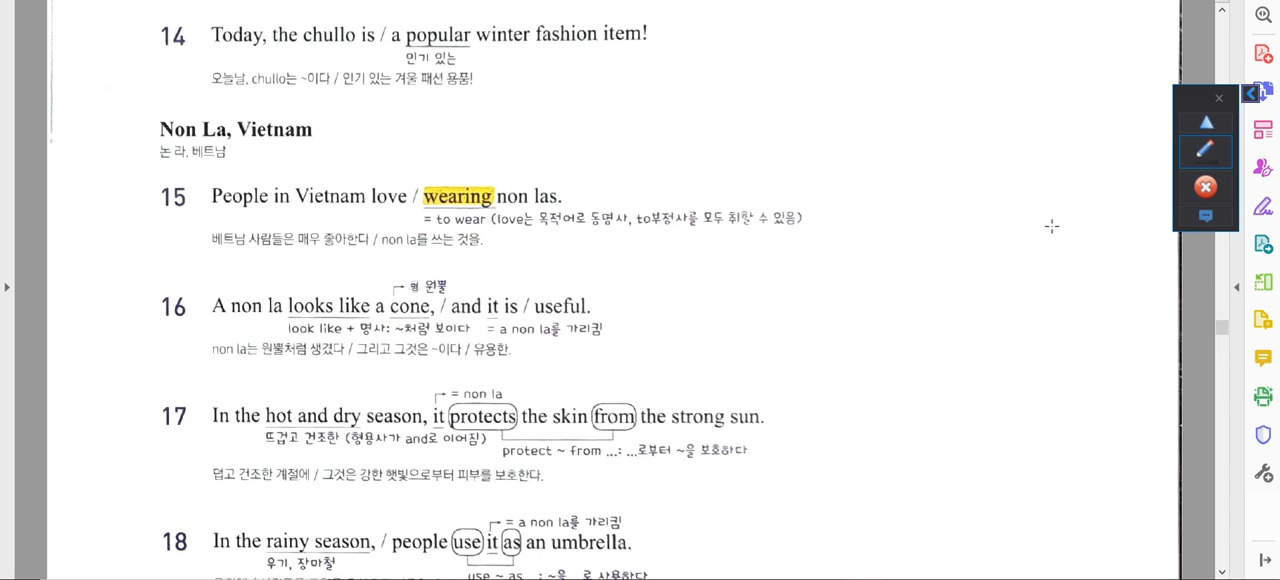 14 Today, the chullo is / a popular winter fashion item!
인기 있는
오늘날, chullo는 ~이다 / 인기 있는 겨울 패션 용품!
Non La, Vietnam
논 라, 베트남
15 People in Vietnam love / wearing non las.
= to wear (love는 목적어로 동명사, to부정사를 모두 취할 수 있음)
베트남 사람들은 매우 좋아한다 / non la를 쓰는 것을.
명 원뿔
16 A non la looks like a cone, / and it is / useful.
look like + 명사: ~처럼 보이다 = a non la를 가리킴
non la는 원뿔처럼 생겼다 / 그리고 그것은 ~이다 / 유용한.
= non la
17 In the hot and dry season, it protects the skin from the strong sun.
뜨겁고 건조한 (형용사가 and로 이어짐)
protect ~ from ...: ...로부터 ~을 보호하다
덥고 건조한 계절에 / 그것은 강한 햇빛으로부터 피부를 보호한다.
= a non la를 가리킴
18 In the rainy season, / people use it as an umbrella.
우기, 장마철
use ~ as : ~을 로 사용하다